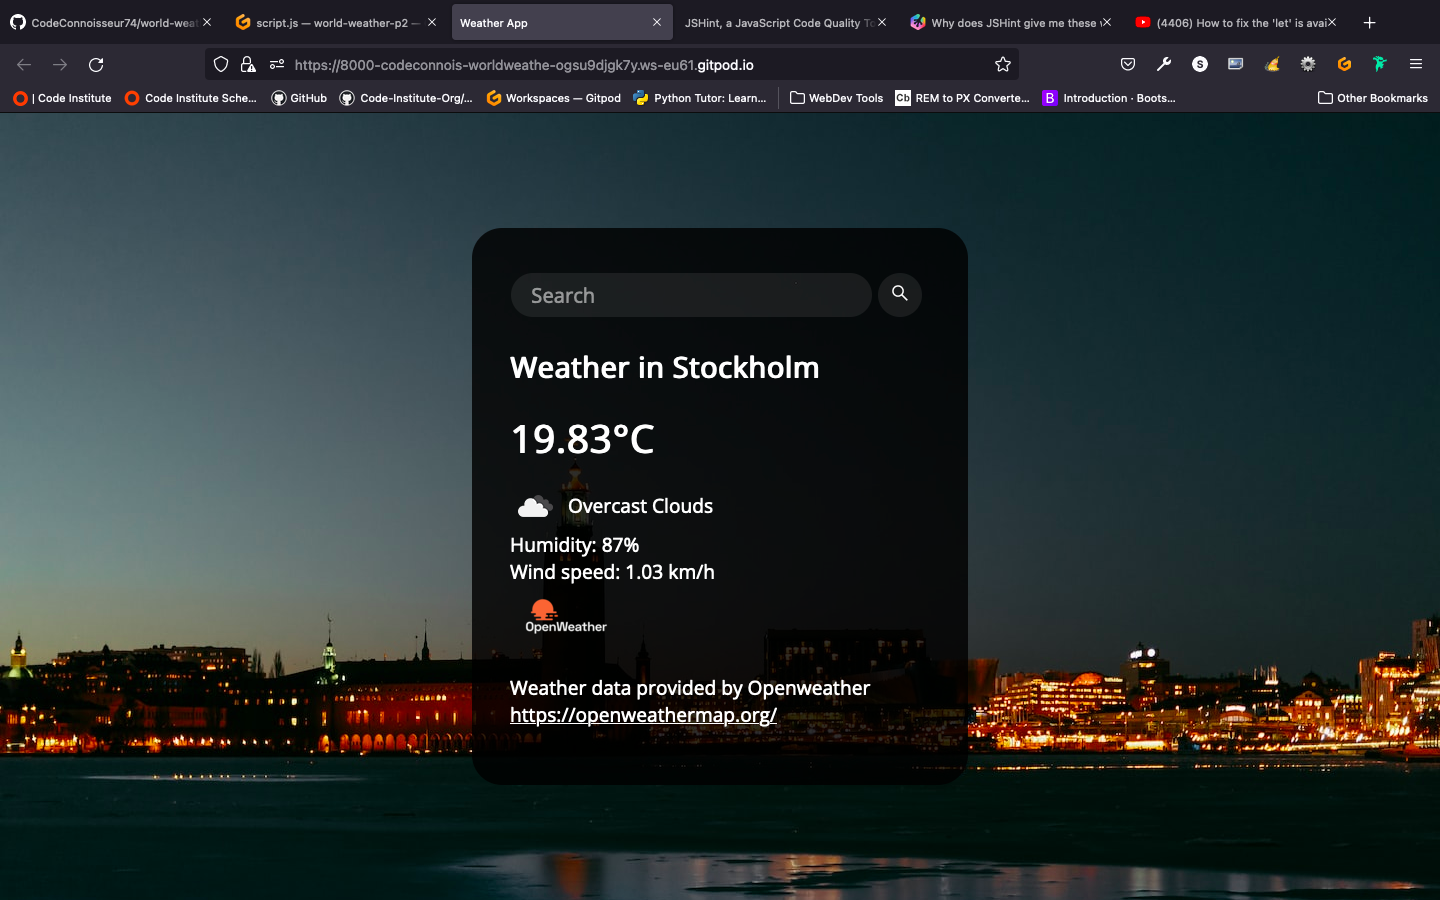 CodeConnoisseur74/world-weat
script.js — world-weather-p2 —
Weather App
JSHint, a JavaScript Code Quality To
Why does JSHint give me these
(4406) How to fix the 'let' is avai
https://8000-codeconnois-worldweathe-ogsu9djgk7y.ws-eu61.gitpod.io
S
| Code Institute
Code Institute Sche...
GitHub
Code-Institute-Org/...
Workspaces — Gitpod
Python Tutor: Learn...
WebDev Tools
Cb
REM to PX Converte...
B
Introduction · Boots...
Other Bookmarks
Search
Weather in Stockholm
19.83°C
Overcast Clouds
Humidity: 87%
Wind speed: 1.03 km/h
OpenWeather
Weather data provided by Openweather
https://openweathermap.org/